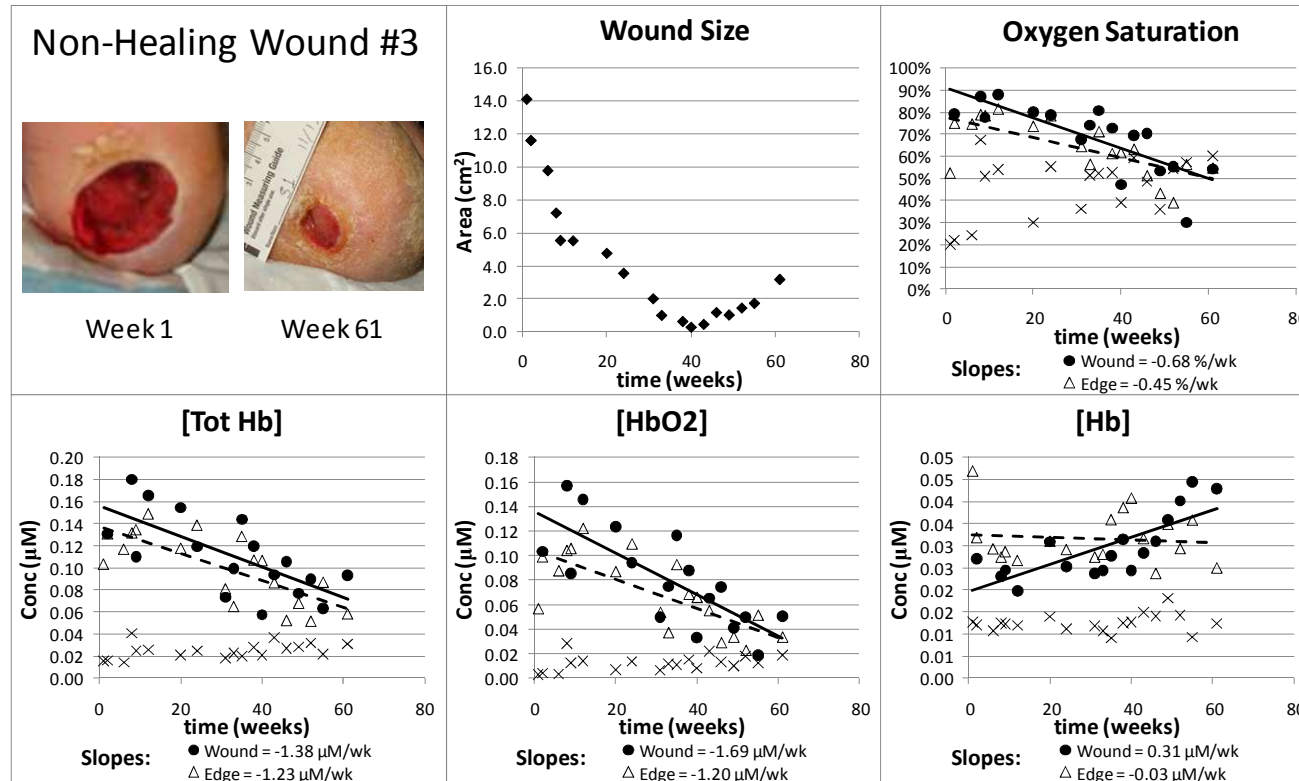 Non-Healing Wound #3
Week 1
Week 61
Wound Measuring Guide
Wound Size
Area (cm²)
16.0
14.0
12.0
10.0
8.0
6.0
4.0
2.0
0.0
0 20 40 60 80
time (weeks)
Oxygen Saturation
100%
90%
80%
70%
60%
50%
40%
30%
20%
10%
0%
0 20 40 60 80
time (weeks)
Slopes:
● Wound = -0.68 %/wk
△ Edge = -0.45 %/wk
[Tot Hb]
Conc (µM)
0.20
0.18
0.16
0.14
0.12
0.10
0.08
0.06
0.04
0.02
0.00
0 20 40 60 80
time (weeks)
Slopes:
● Wound = -1.38 µM/wk
△ Edge = -1.23 µM/wk
[HbO2]
Conc (µM)
0.18
0.16
0.14
0.12
0.10
0.08
0.06
0.04
0.02
0.00
0 20 40 60 80
time (weeks)
Slopes:
● Wound = -1.69 µM/wk
△ Edge = -1.20 µM/wk
[Hb]
Conc (µM)
0.05
0.04
0.04
0.03
0.03
0.02
0.02
0.01
0.01
0.00
0.00
0 20 40 60 80
time (weeks)
Slopes:
● Wound = 0.31 µM/wk
△ Edge = -0.03 µM/wk